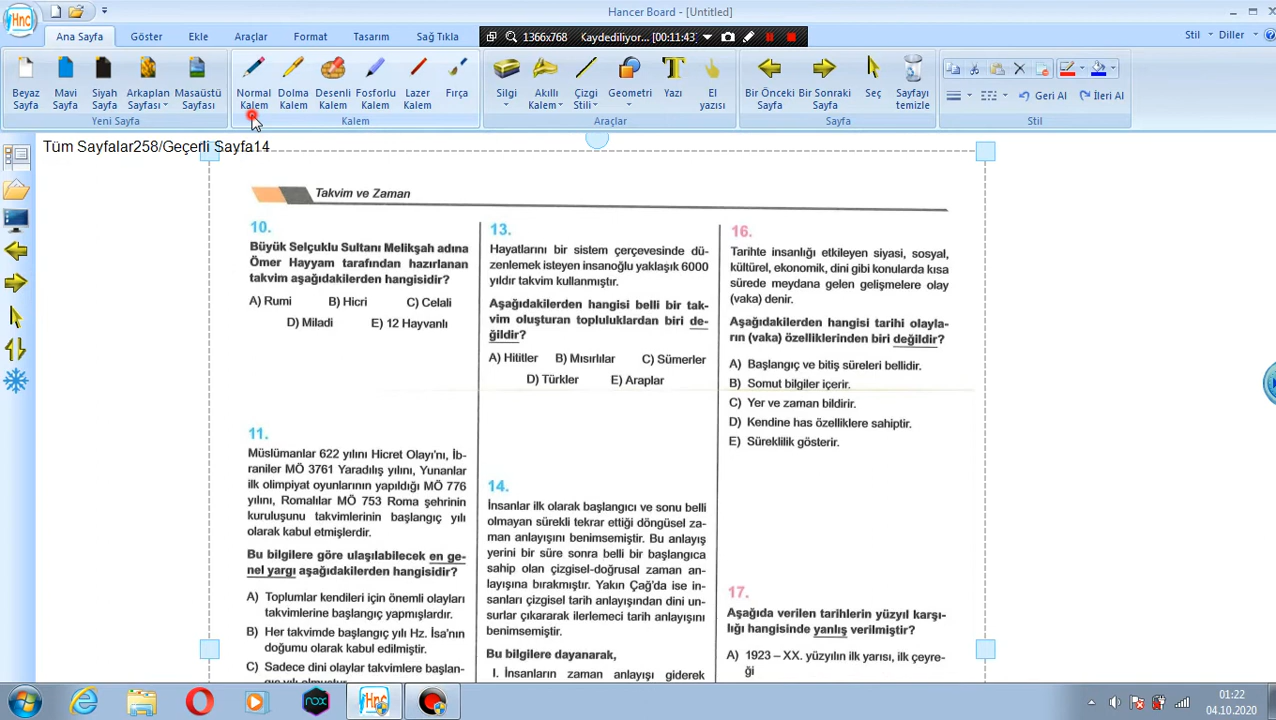 Hancer Board - [Untitled]
Hnc
Ana Sayfa
Göster
Ekle
Araçlar
Format
Tasarım
Sağ Tıkla
1366x768
Kaydediliyor...
[00:11:43]
Stil
Diller
Beyaz
Sayfa
Mavi
Sayfa
Siyah
Sayfa
Arkaplan
Sayfası
Masaüstü
Sayfası
Yeni Sayfa
Normal
Kalem
Dolma
Kalem
Desenli
Kalem
Fosforlu
Kalem
Lazer
Kalem
Fırça
Kalem
Silgi
Akıllı
Kalem
Çizgi
Stili
Geometri
Yazı
El
yazısı
Araçlar
Bir Önceki
Sayfa
Bir Sonraki
Sayfa
Seç
Sayfayı
temizle
Sayfa
Geri Al
İleri Al
Stil
Tüm Sayfalar258/Geçerli Sayfa14
Takvim ve Zaman
10.
Büyük Selçuklu Sultanı Melikşah adına
Ömer Hayyam tarafından hazırlanan
takvim aşağıdakilerden hangisidir?
A) Rumi B) Hicri C) Celali
D) Miladi E) 12 Hayvanlı
11.
Müslümanlar 622 yılını Hicret Olayı'nı, İb-
raniler MÖ 3761 Yaradılış yılını, Yunanlar
ilk olimpiyat oyunlarının yapıldığı MÖ 776
yılını, Romalılar MÖ 753 Roma şehrinin
kuruluşunu takvimlerinin başlangıç yılı
olarak kabul etmişlerdir.
Bu bilgilere göre ulaşılabilecek en ge-
nel yargı aşağıdakilerden hangisidir?
A) Toplumlar kendileri için önemli olayları
takvimlerine başlangıç yapmışlardır.
B) Her takvimde başlangıç yılı Hz. İsa'nın
doğumu olarak kabul edilmiştir.
C) Sadece dini olaylar takvimlere başlan-
gıç yılı olmuştur.
13.
Hayatlarını bir sistem çerçevesinde dü-
zenlemek isteyen insanoğlu yaklaşık 6000
yıldır takvim kullanmıştır.
Aşağıdakilerden hangisi belli bir tak-
vim oluşturan topluluklardan biri de-
ğildir?
A) Hititler B) Mısırlılar C) Sümerler
D) Türkler E) Araplar
14.
İnsanlar ilk olarak başlangıcı ve sonu belli
olmayan sürekli tekrar ettiği döngüsel za-
man anlayışını benimsemiştir. Bu anlayış
yerini bir süre sonra belli bir başlangıca
sahip olan çizgisel-doğrusal zaman an-
layışına bırakmıştır. Yakın Çağ'da ise in-
sanları çizgisel tarih anlayışından dini un-
surlar çıkararak ilerlemeci tarih anlayışını
benimsemiştir.
Bu bilgilere dayanarak,
I. İnsanların zaman anlayışı giderek
16.
Tarihte insanlığı etkileyen siyasi, sosyal,
kültürel, ekonomik, dini gibi konularda kısa
sürede meydana gelen gelişmelere olay
(vaka) denir.
Aşağıdakilerden hangisi tarihi olayla-
rın (vaka) özelliklerinden biri değildir?
A) Başlangıç ve bitiş süreleri bellidir.
B) Somut bilgiler içerir.
C) Yer ve zaman bildirir.
D) Kendine has özelliklere sahiptir.
E) Süreklilik gösterir.
17.
Aşağıda verilen tarihlerin yüzyıl karşı-
lığı hangisinde yanlış verilmiştir?
A) 1923 – XX. yüzyılın ilk yarısı, ilk çeyre-
ği
nox
Hnc
01:22
04.10.2020